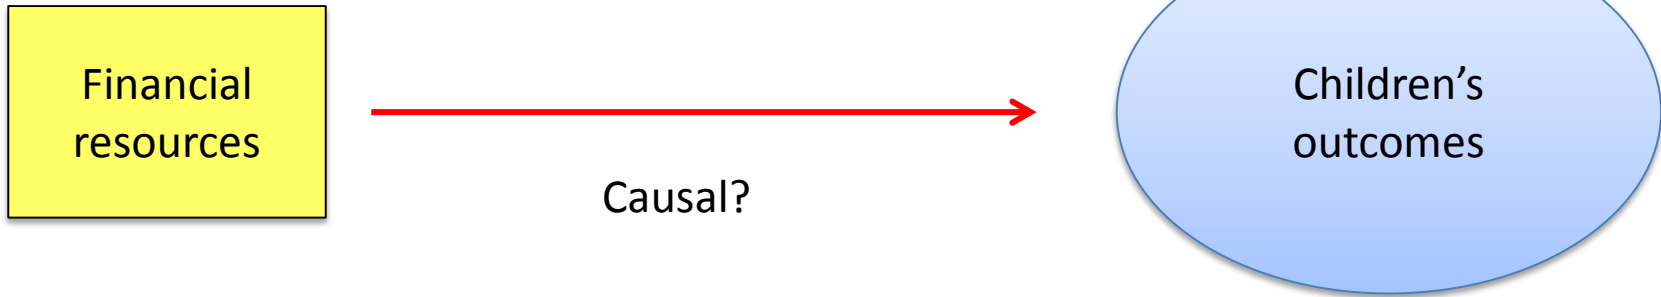 Financial
resources
Causal?
Children’s
outcomes